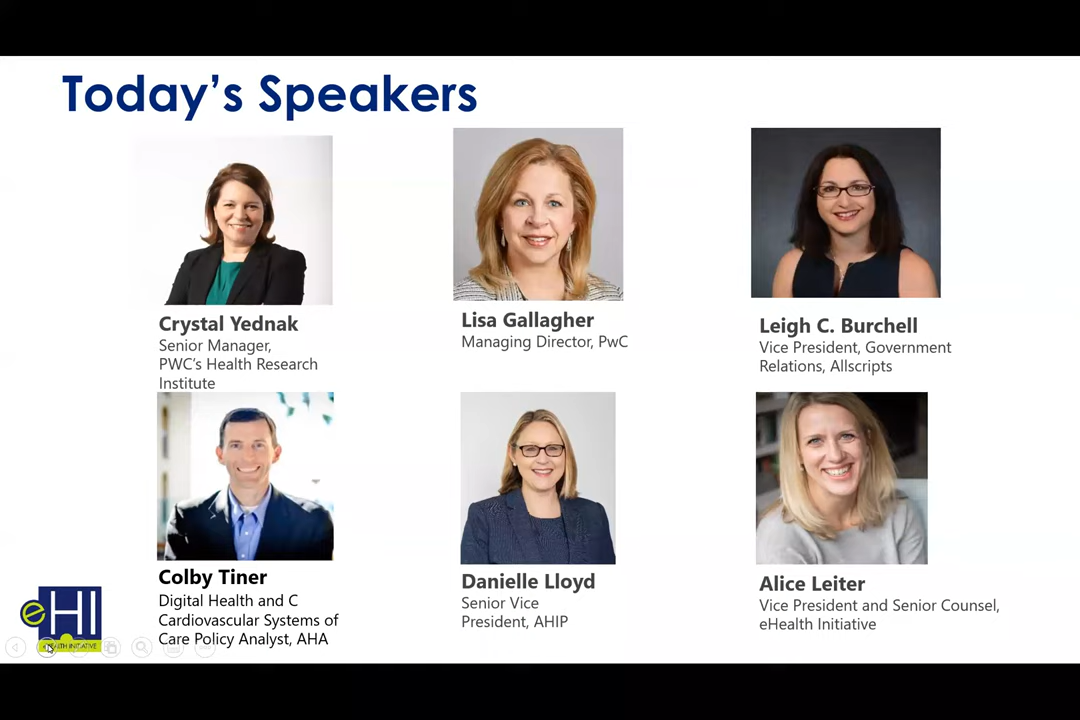 Today's Speakers
Crystal Yednak
Senior Manager,
PWC's Health Research
Institute
Lisa Gallagher
Managing Director, PwC
Leigh C. Burchell
Vice President, Government
Relations, Allscripts
Colby Tiner
Digital Health and C
Cardiovascular Systems of
Care Policy Analyst, AHA
Danielle Lloyd
Senior Vice
President, AHIP
Alice Leiter
Vice President and Senior Counsel,
eHealth Initiative
eHI
eHEALTH INITIATIVE